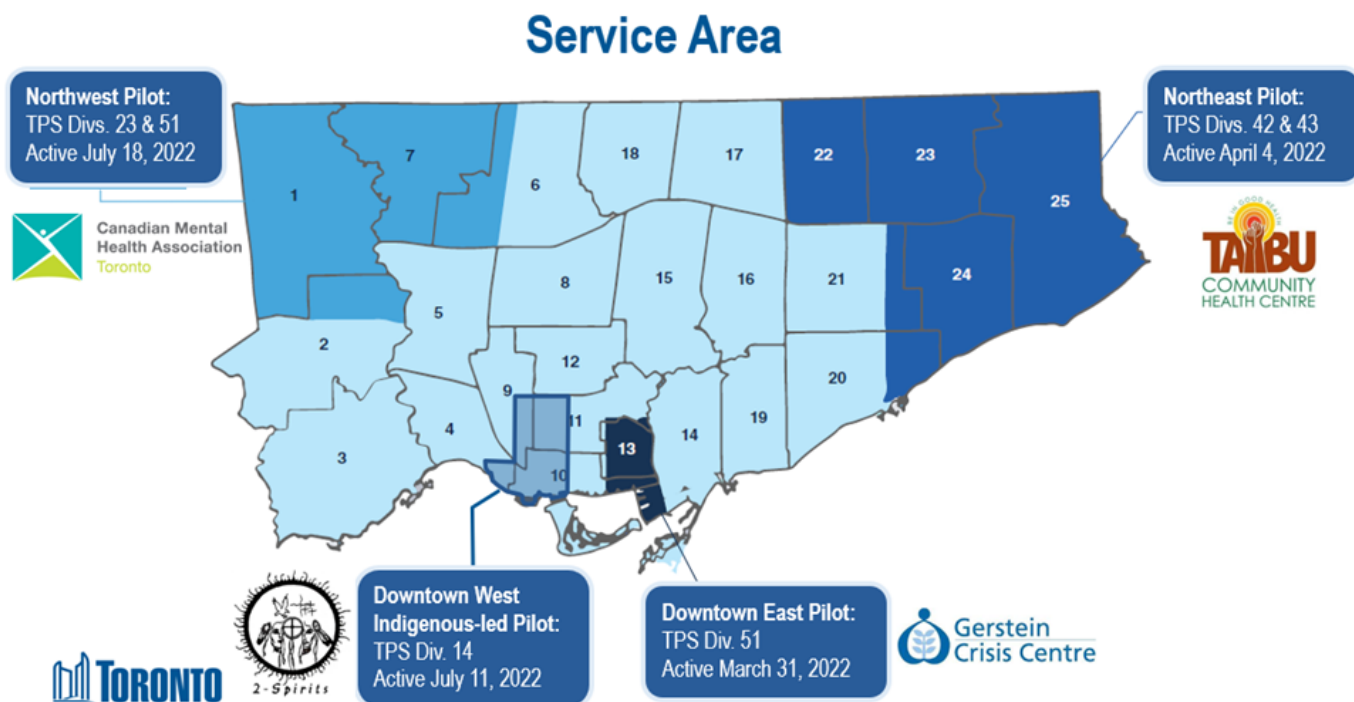 Service Area
Northwest Pilot:
TPS Divs. 23 & 51
Active July 18, 2022
Canadian Mental
Health Association
Toronto
Northeast Pilot:
TPS Divs. 42 & 43
Active April 4, 2022
BE IN GOOD HEALTH
TAIBU
COMMUNITY
HEALTH CENTRE
1
7
6
18
17
22
23
25
5
8
15
16
21
24
2
12
9
20
3
4
11
13
14
19
10
2-Spirits
Downtown West
Indigenous-led Pilot:
TPS Div. 14
Active July 11, 2022
Downtown East Pilot:
TPS Div. 51
Active March 31, 2022
Gerstein
Crisis Centre
TORONTO